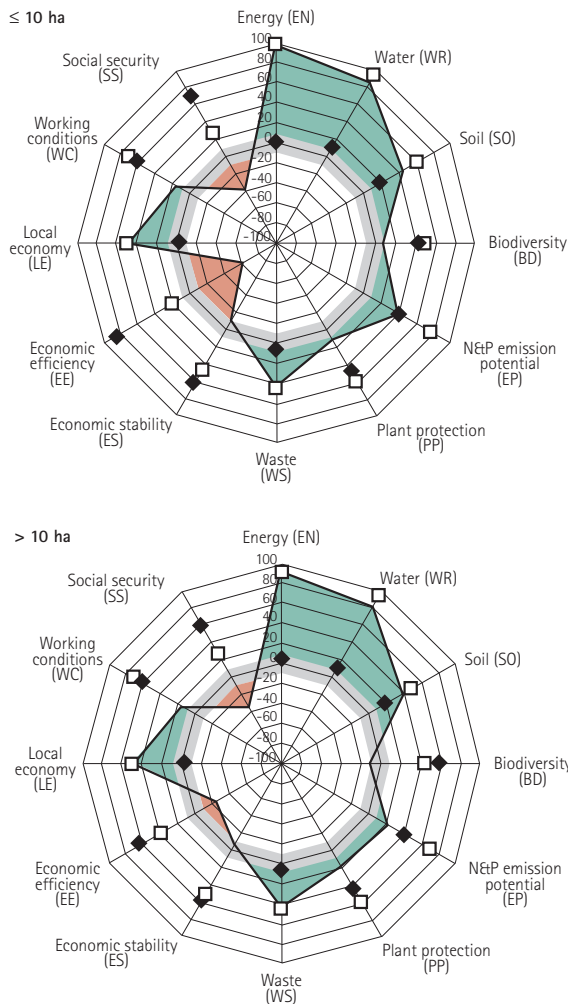 ≤ 10 ha
Energy (EN)
100
80
60
40
20
0
-20
-40
-60
-80
-100
Water (WR)
Soil (SO)
Biodiversity
(BD)
N&P emission
potential
(EP)
Plant protection
(PP)
Waste
(WS)
Economic stability
(ES)
Economic
efficiency
(EE)
Local
economy
(LE)
Working
conditions
(WC)
Social security
(SS)
> 10 ha
Energy (EN)
100
80
60
40
20
0
-20
-40
-60
-80
-100
Water (WR)
Soil (SO)
Biodiversity
(BD)
N&P emission
potential
(EP)
Plant protection
(PP)
Waste
(WS)
Economic stability
(ES)
Economic
efficiency
(EE)
Local
economy
(LE)
Working
conditions
(WC)
Social security
(SS)